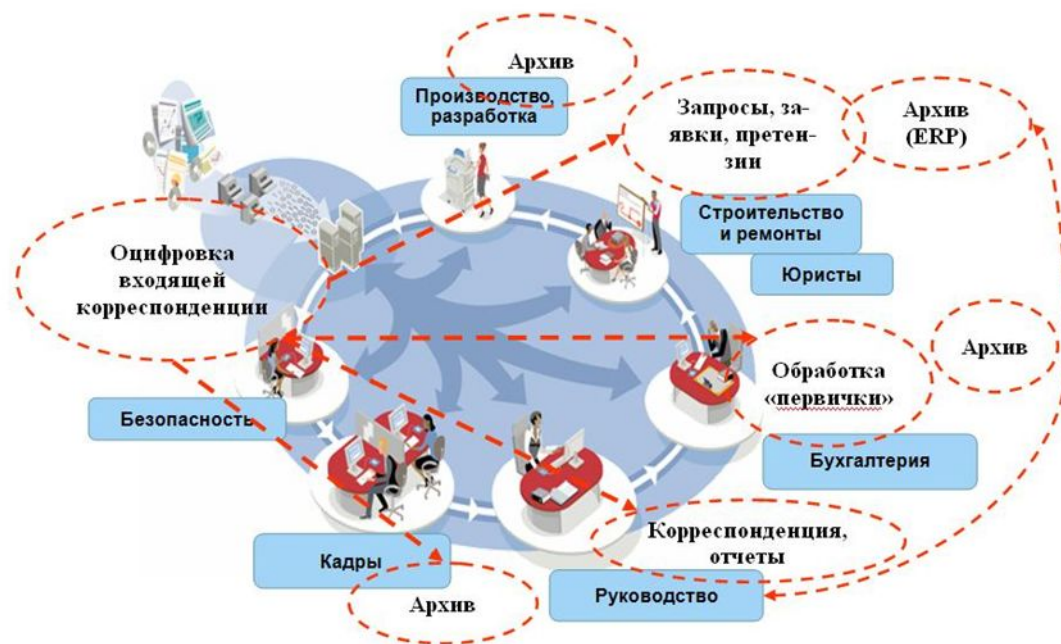 Архив
Производство,
разработка
Запросы, за-
явки, претен-
зии
Архив
(ERP)
Строительство
и ремонты
Юристы
Оцифровка
входящей
корреспонденции
Архив
Обработка
«первички»
Безопасность
Бухгалтерия
Корреспонденция,
отчеты
Кадры
Руководство
Архив